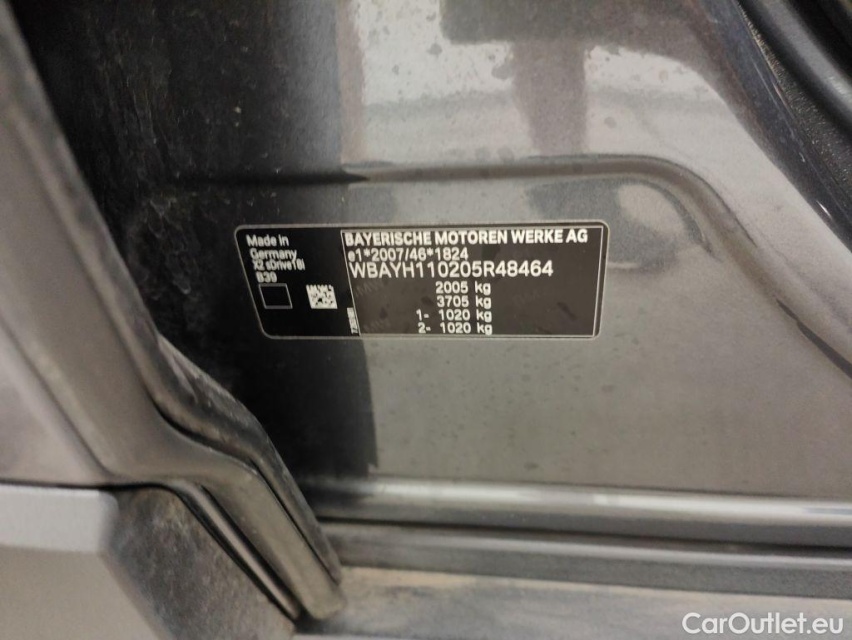 Made in
Germany
X2 sDrive18i
B39
BAYERISCHE MOTOREN WERKE AG
e1*2007/46*1824
WBAYH110205R48464
2005 kg
3705 kg
1- 1020 kg
2- 1020 kg
CarOutlet.eu